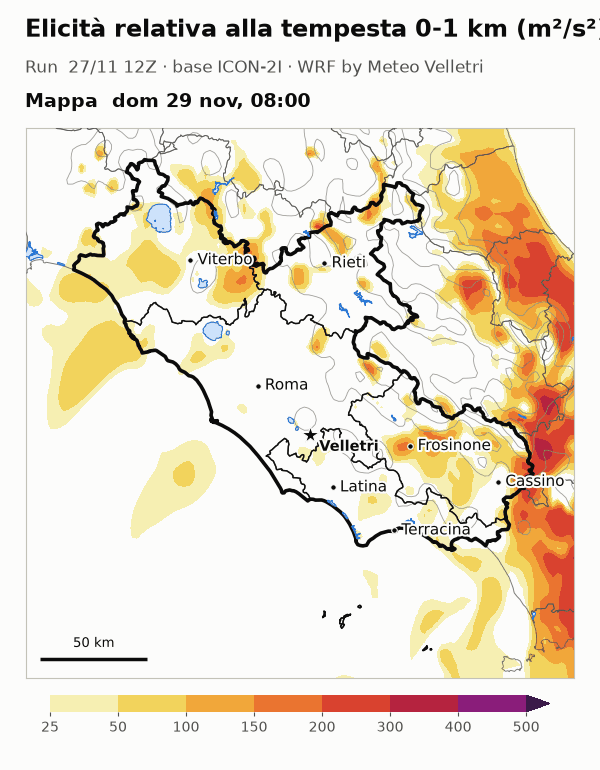 Elicità relativa alla tempesta 0-1 km (m²/s²)
Run 27/11 12Z · base ICON-2I · WRF by Meteo Velletri
Mappa dom 29 nov, 08:00
Viterbo
Rieti
Roma
Velletri
Frosinone
Cassino
Latina
Terracina
50 km
25 50 100 150 200 300 400 500